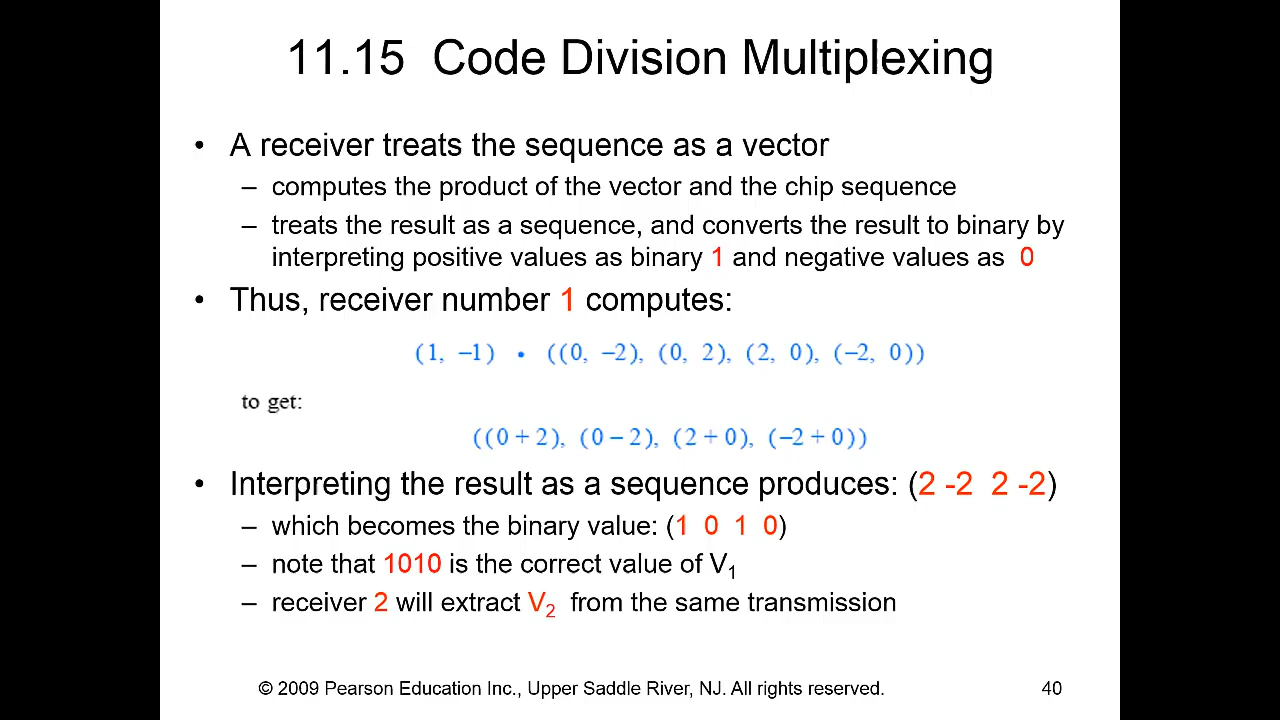 11.15 Code Division Multiplexing
• A receiver treats the sequence as a vector
– computes the product of the vector and the chip sequence
– treats the result as a sequence, and converts the result to binary by
interpreting positive values as binary 1 and negative values as 0
• Thus, receiver number 1 computes:
(1, –1) • ((0, –2), (0, 2), (2, 0), (–2, 0))
to get:
((0 + 2), (0 – 2), (2 + 0), (–2 + 0))
• Interpreting the result as a sequence produces: (2 -2 2 -2)
– which becomes the binary value: (1 0 1 0)
– note that 1010 is the correct value of V1
– receiver 2 will extract V2 from the same transmission
© 2009 Pearson Education Inc., Upper Saddle River, NJ. All rights reserved.
40